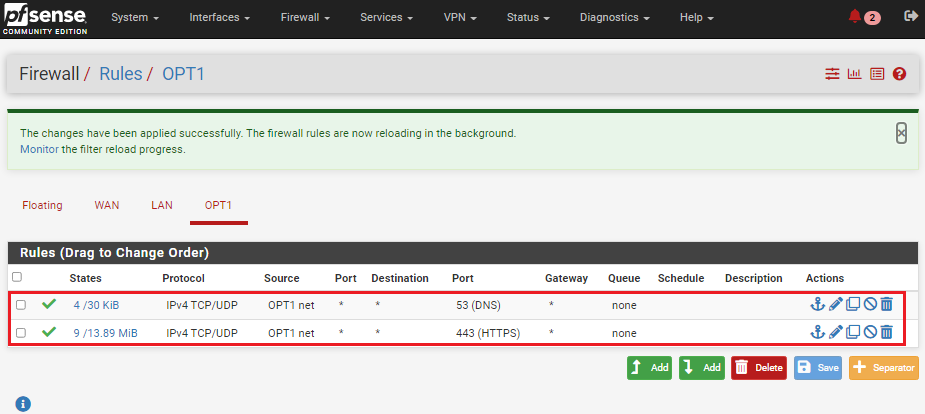 pfsense
COMMUNITY EDITION
System Interfaces Firewall Services VPN Status Diagnostics Help 2
Firewall / Rules / OPT1
The changes have been applied successfully. The firewall rules are now reloading in the background.
Monitor the filter reload progress.
Floating WAN LAN OPT1
Rules (Drag to Change Order)
States Protocol Source Port Destination Port Gateway Queue Schedule Description Actions
4 /30 KiB IPv4 TCP/UDP OPT1 net * * 53 (DNS) * none
9 /13.89 MiB IPv4 TCP/UDP OPT1 net * * 443 (HTTPS) * none
Add Add Delete Save Separator